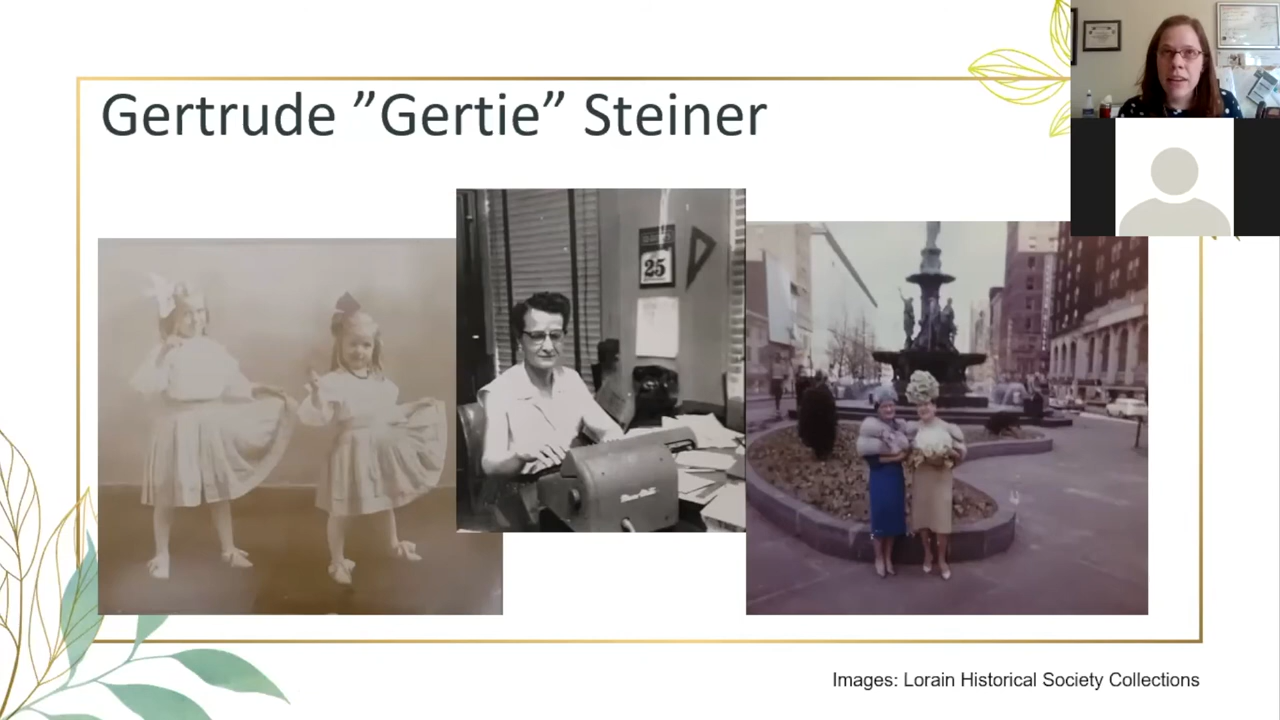 Gertrude ”Gertie” Steiner
25
Images: Lorain Historical Society Collections